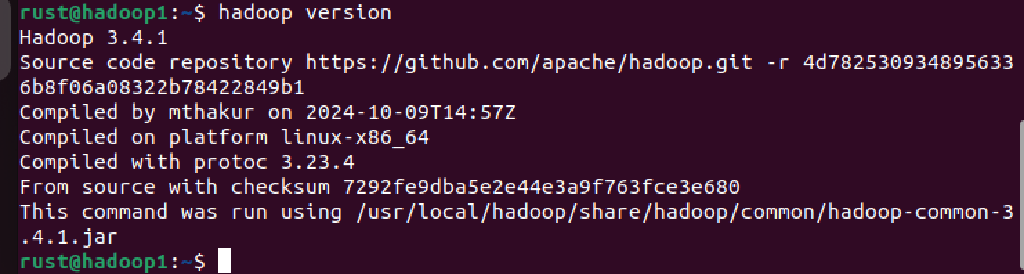 rust@hadoop1:~$ hadoop version
Hadoop 3.4.1
Source code repository https://github.com/apache/hadoop.git -r 4d782530934895633
6b8f06a08322b78422849b1
Compiled by mthakur on 2024-10-09T14:57Z
Compiled on platform linux-x86_64
Compiled with protoc 3.23.4
From source with checksum 7292fe9dba5e2e44e3a9f763fce3e680
This command was run using /usr/local/hadoop/share/hadoop/common/hadoop-common-3
.4.1.jar
rust@hadoop1:~$